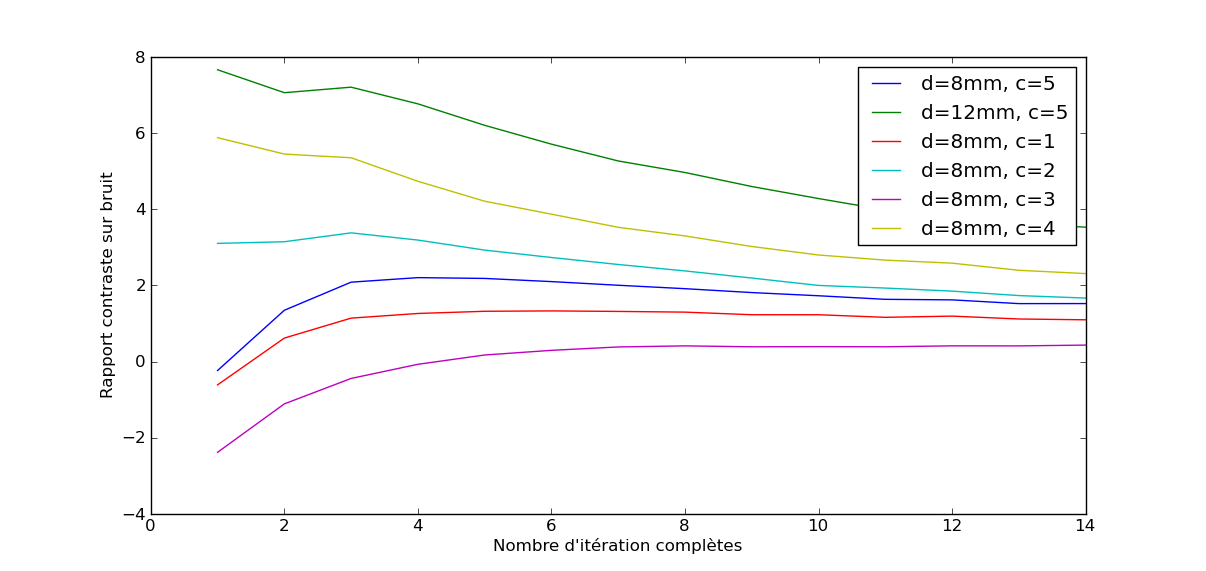 8
6
4
2
0
−2
−4
0
2
4
6
8
10
12
14
Rapport contraste sur bruit
Nombre d'itération complètes
d=8mm, c=5
d=12mm, c=5
d=8mm, c=1
d=8mm, c=2
d=8mm, c=3
d=8mm, c=4